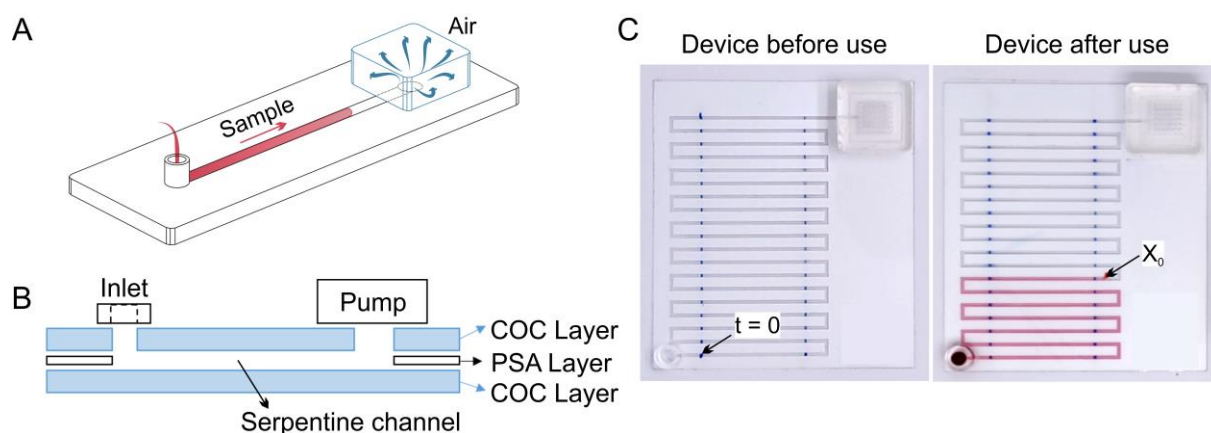 A
Air
Sample
B
Inlet
Pump
COC Layer
PSA Layer
COC Layer
Serpentine channel
C
Device before use
Device after use
t = 0
X₀